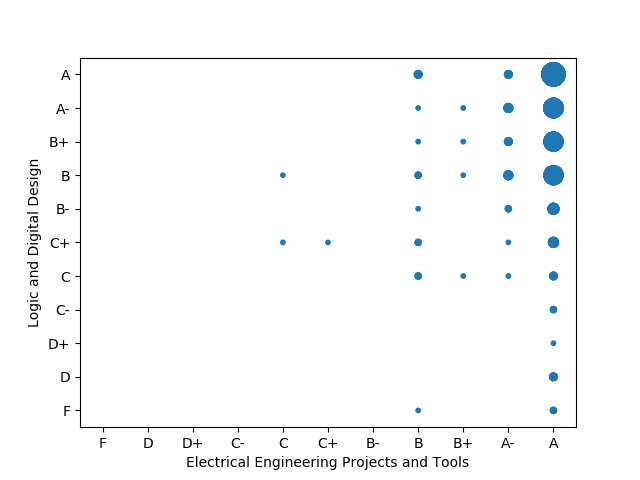 Logic and Digital Design
A
A-
B+
B
B-
C+
C
C-
D+
D
F
F D D+ C- C C+ B- B B+ A- A
Electrical Engineering Projects and Tools